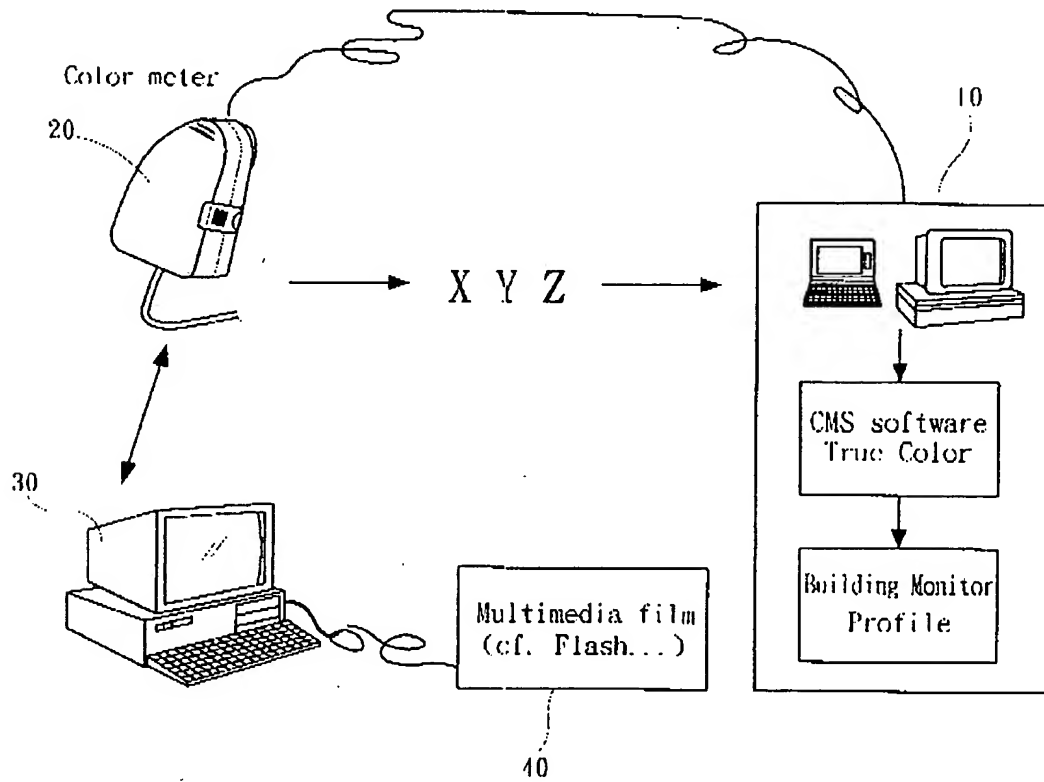 Color meter
20
10
X Y Z
CMS software
True Color
30
Building Monitor
Profile
Multimedia film
(cf. Flash...)
40